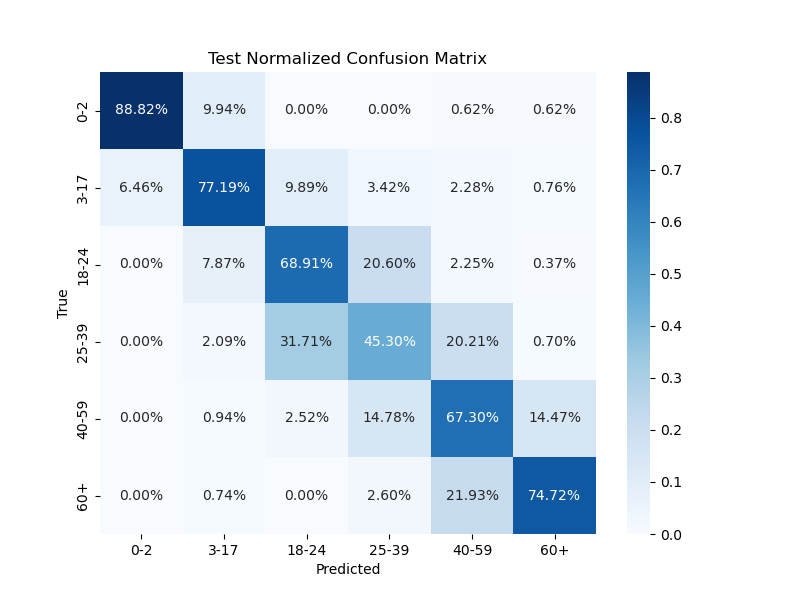 Test Normalized Confusion Matrix
0-2 88.82% 9.94% 0.00% 0.00% 0.62% 0.62%
3-17 6.46% 77.19% 9.89% 3.42% 2.28% 0.76%
18-24 0.00% 7.87% 68.91% 20.60% 2.25% 0.37%
True
25-39 0.00% 2.09% 31.71% 45.30% 20.21% 0.70%
40-59 0.00% 0.94% 2.52% 14.78% 67.30% 14.47%
60+ 0.00% 0.74% 0.00% 2.60% 21.93% 74.72%
0-2 3-17 18-24 25-39 40-59 60+
Predicted
0.8
0.7
0.6
0.5
0.4
0.3
0.2
0.1
0.0